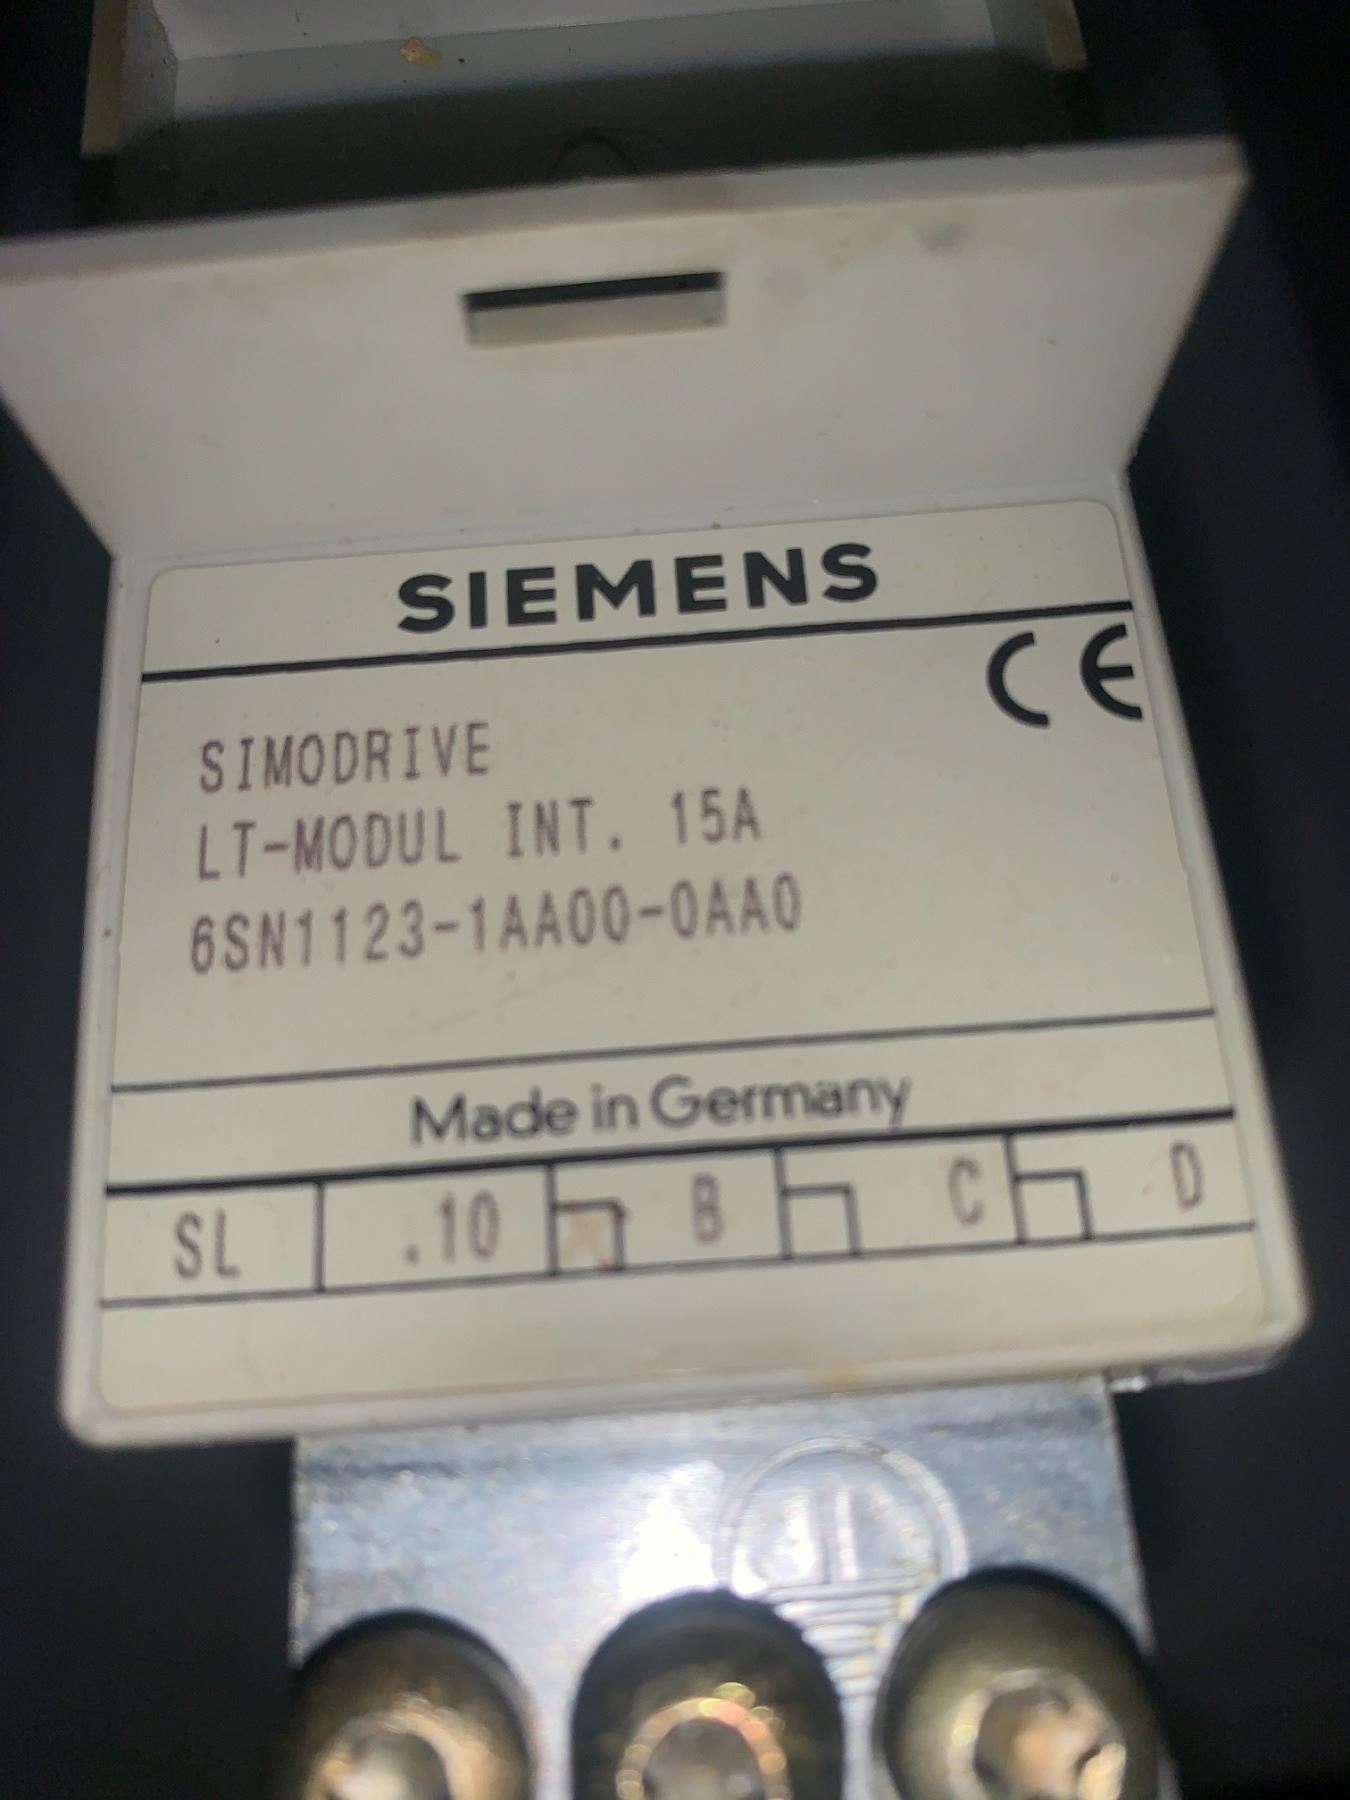 SIEMENS
CE
SIMODRIVE
LT-MODUL INT. 15A
6SN1123-1AA00-0AA0
Made in Germany
SL .10 B C D